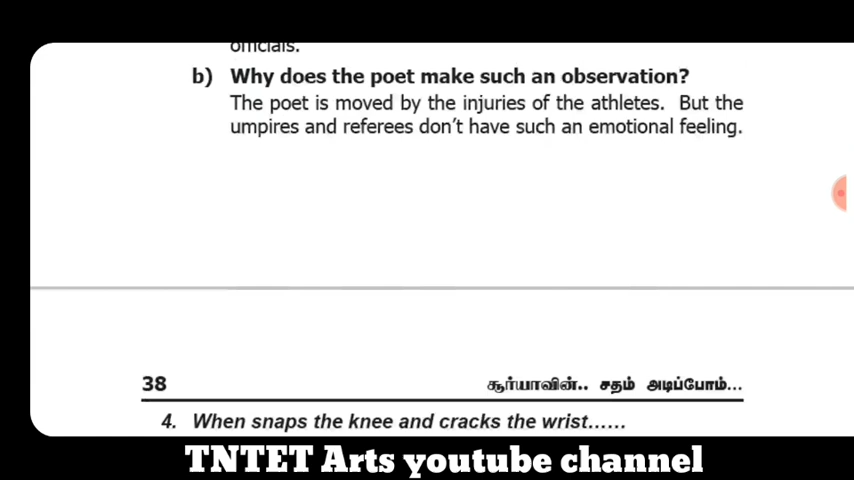 officials.
b) Why does the poet make such an observation?
The poet is moved by the injuries of the athletes. But the
umpires and referees don't have such an emotional feeling.
38 சூர்யாவின்.. சதம் அடிப்போம்...
4. When snaps the knee and cracks the wrist......
TNTET Arts youtube channel